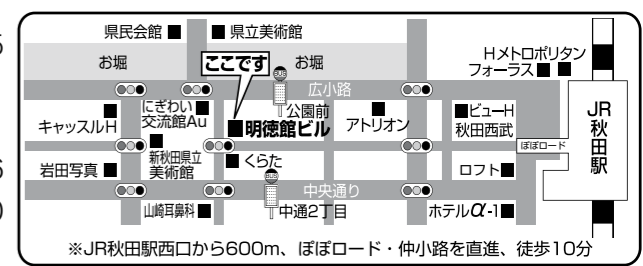 県民会館 ■ ■ 県立美術館
お堀 ここです お堀
Hメトロポリタン
フォーラス ■ ■
BUS
広小路
公園前
キャッスルH
にぎわい
交流館Au
■明徳館ビル
アトリオン
■ビューH
秋田西武
JR秋田駅
ぽぽロード
岩田写真 ■
新秋田県立
美術館
■ くらた
BUS
ロフト■
中央通り
山崎耳鼻科■
中通2丁目
ホテルα-1■
※JR秋田駅西口から600m、ぽぽロード・仲小路を直進、徒歩10分